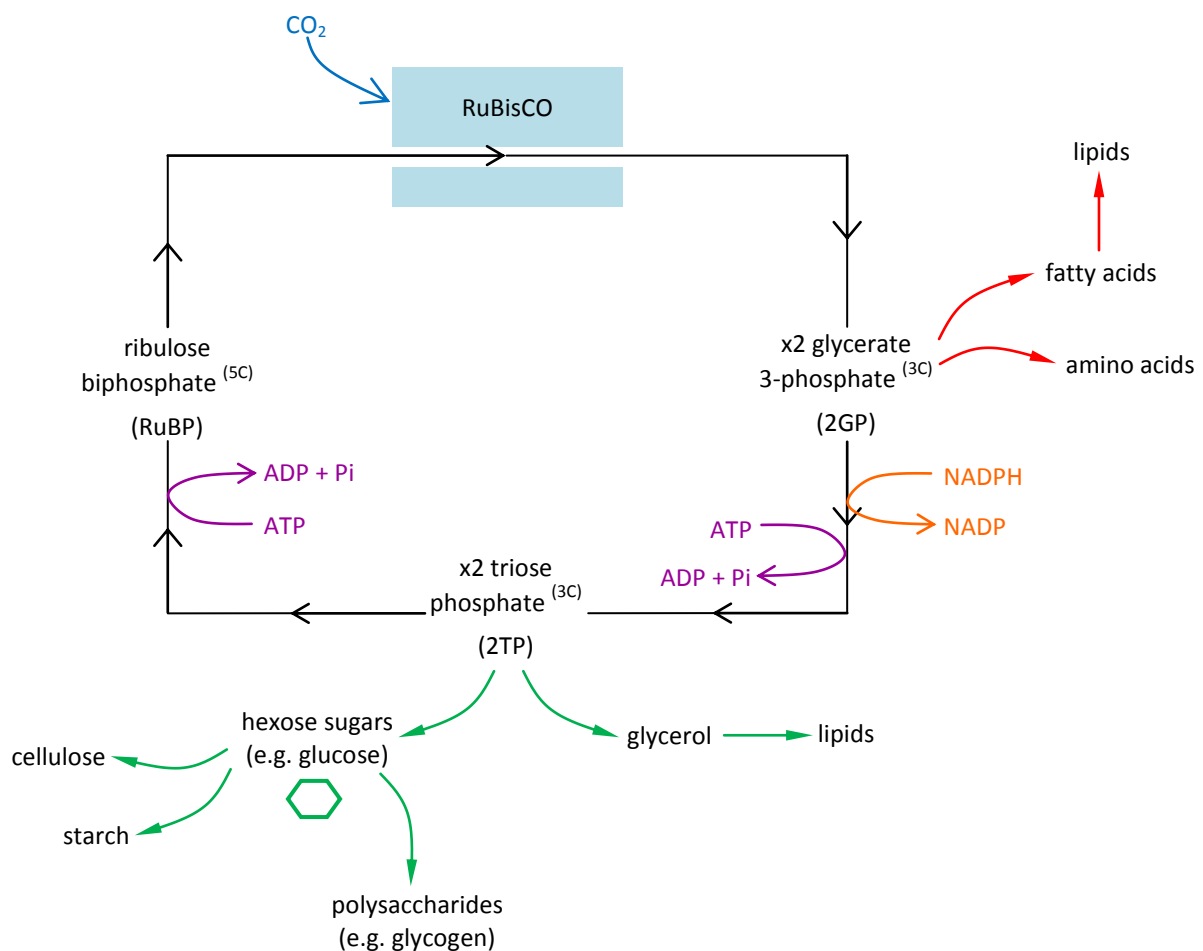 CO₂
RuBisCO
lipids
fatty acids
amino acids
ribulose
biphosphate (5C)
(RuBP)
x2 glycerate
3-phosphate (3C)
(2GP)
ADP + Pi
ATP
NADPH
NADP
ATP
ADP + Pi
x2 triose
phosphate (3C)
(2TP)
hexose sugars
(e.g. glucose)
glycerol
lipids
cellulose
starch
polysaccharides
(e.g. glycogen)